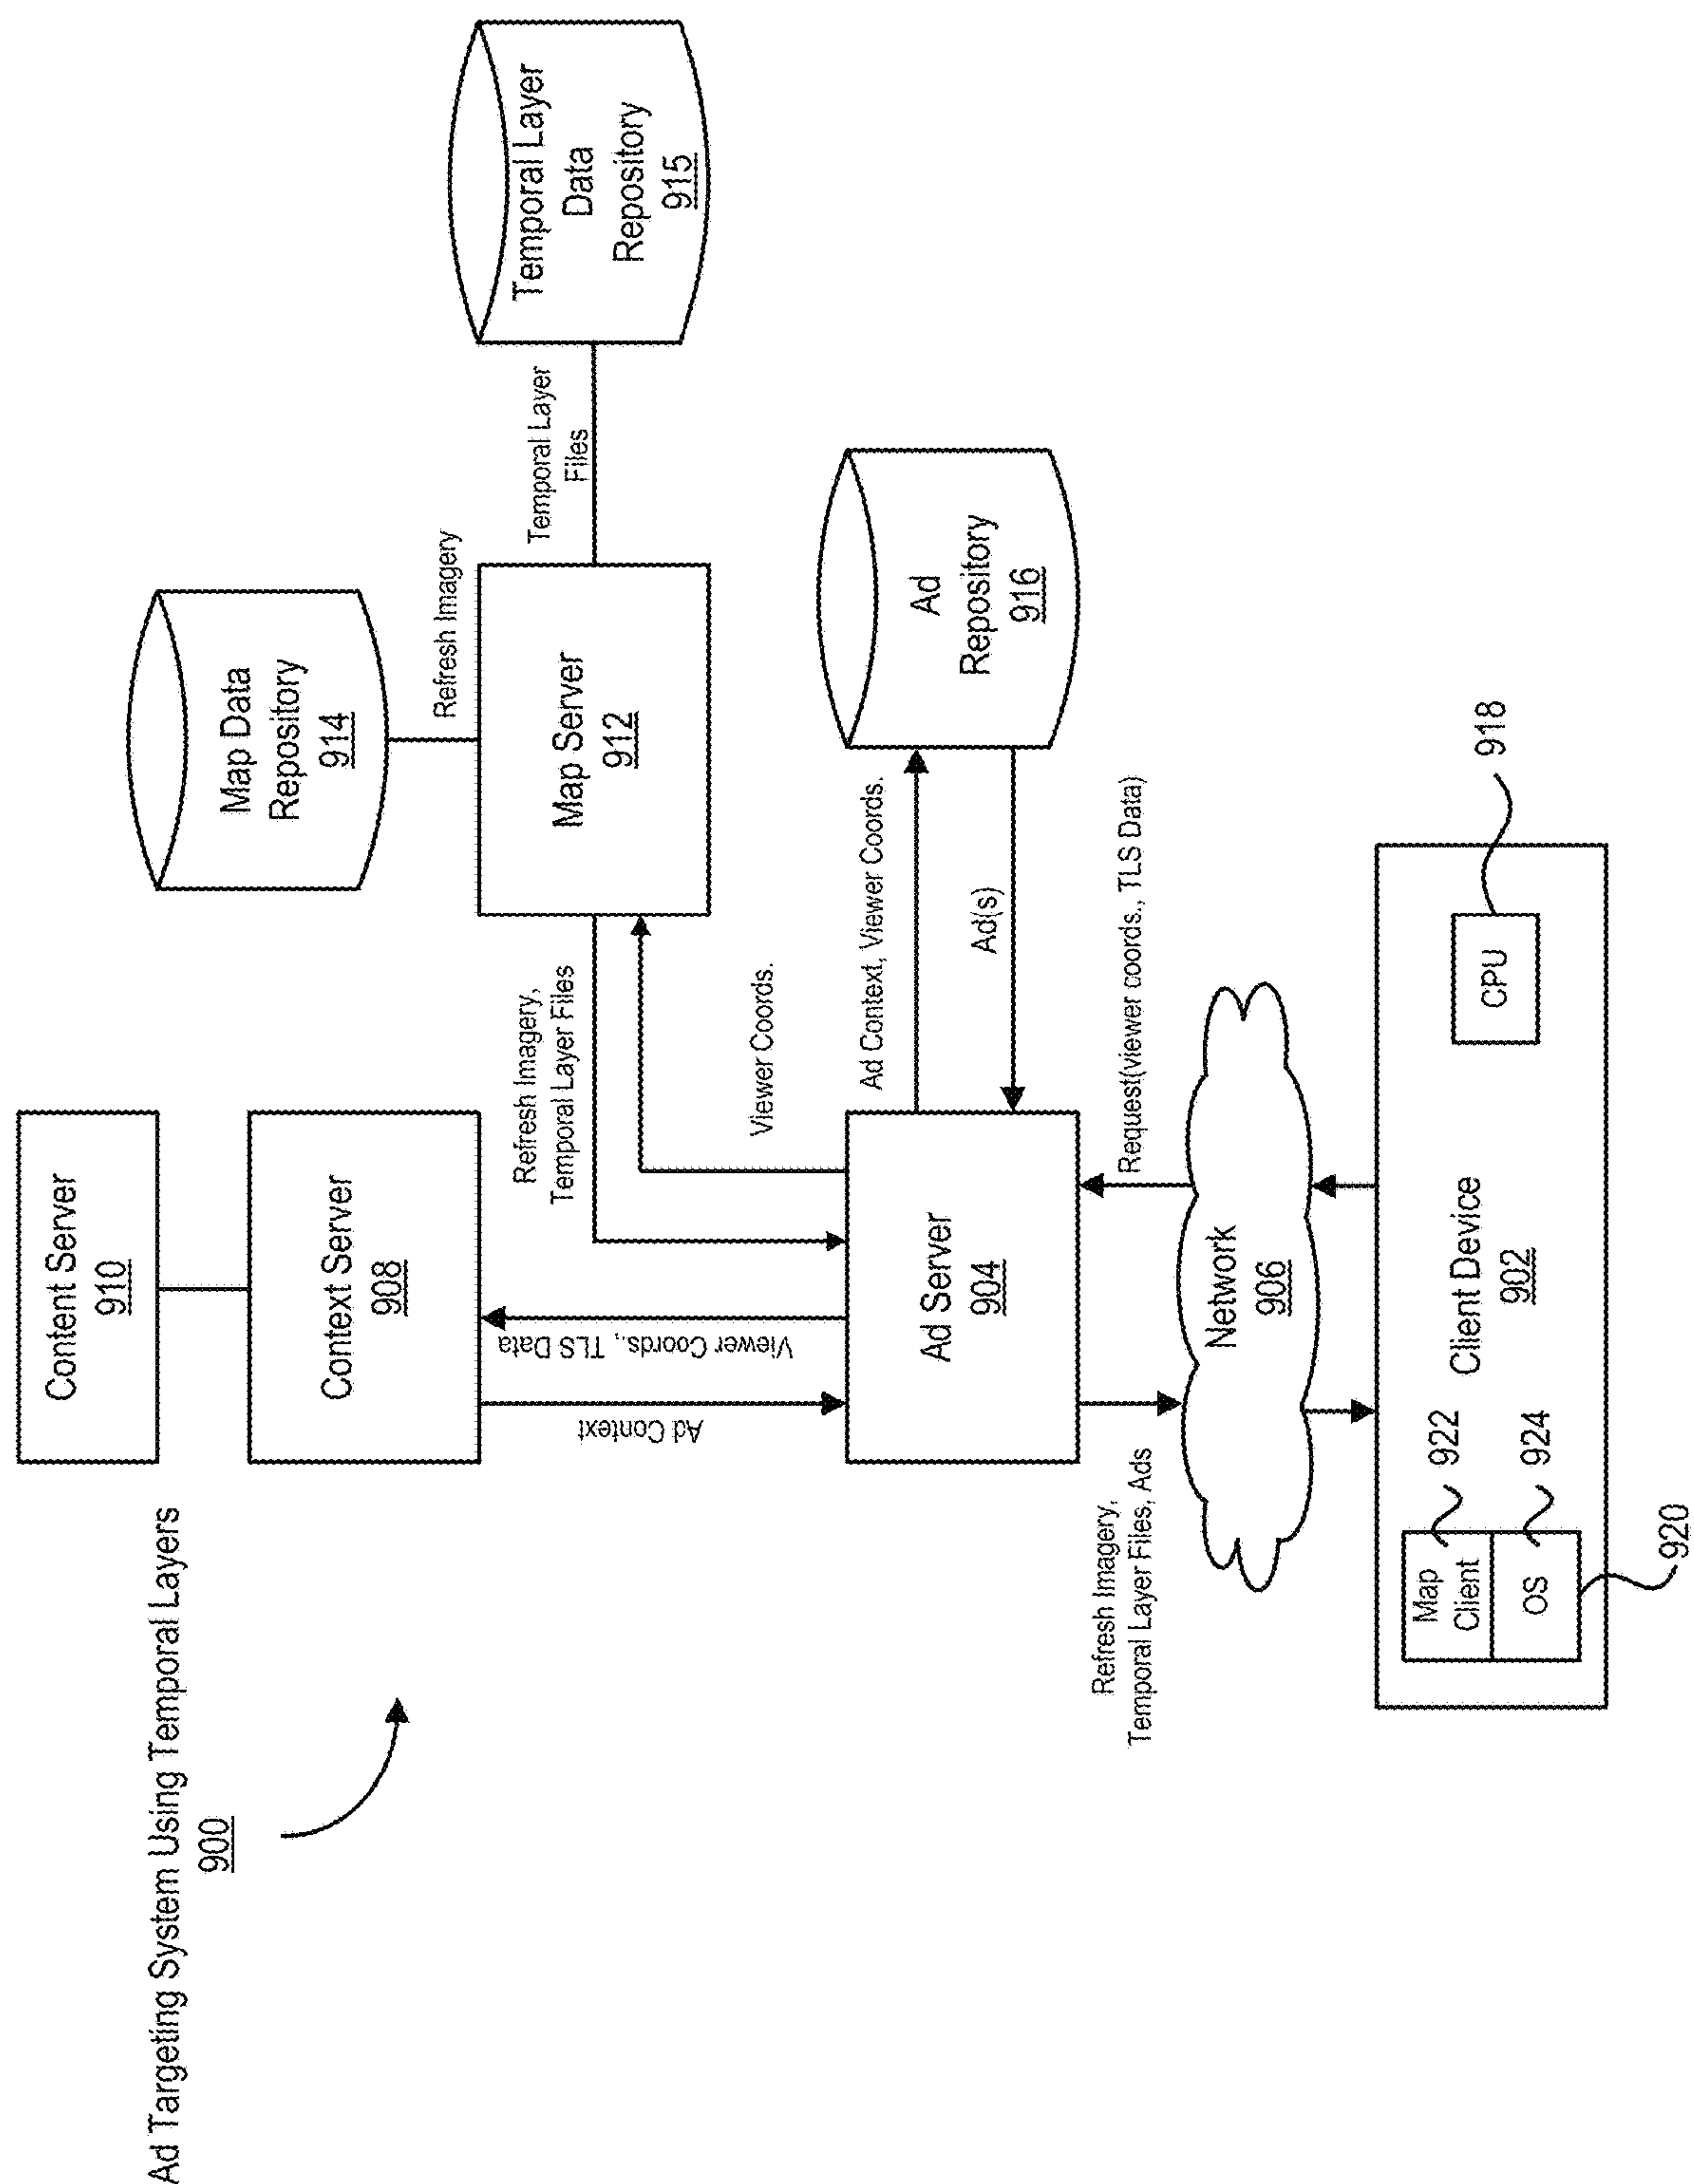 Ad Targeting System Using Temporal Layers
900
Content Server
910
Context Server
908
Map Data
Repository
914
Refresh Imagery
Map Server
912
Temporal Layer
Files
Temporal Layer
Data
Repository
915
Refresh Imagery,
Temporal Layer Files
Viewer Coords.
Viewer Coords., TLS Data
Ad Context
Ad Server
904
Ad Context, Viewer Coords.
Ad(s)
Ad
Repository
916
Request(viewer coords., TLS Data)
Refresh Imagery,
Temporal Layer Files, Ads
Network
906
Client Device
902
Map
Client
OS
922
924
920
CPU
918